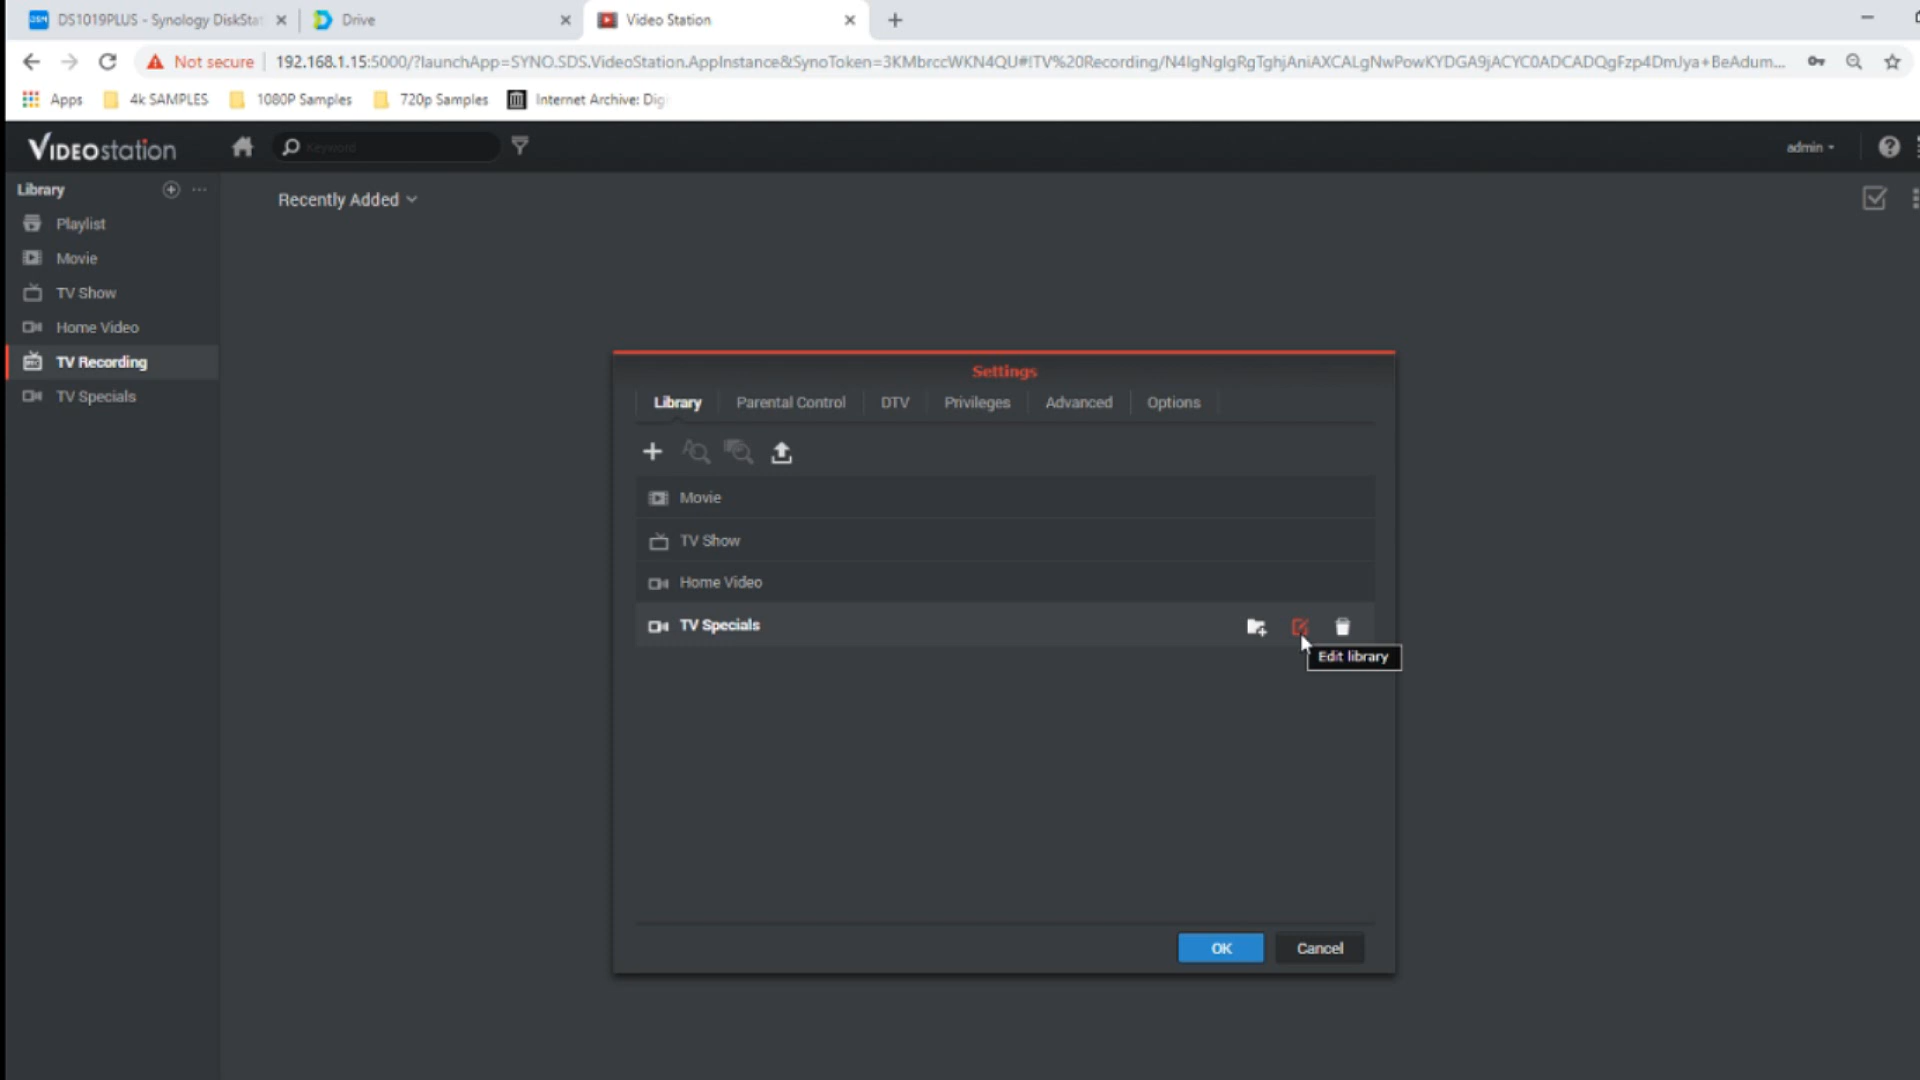 DS1019PLUS - Synology DiskStat
Drive
Video Station
Not secure
192.168.1.15:5000/?launchApp=SYNO.SDS.VideoStation.AppInstance&SynoToken=3KMbrccWKN4QU#!TV%20Recording/N4IgNglgRgTghjAniAXCALgNwPowKYDGA9jACYC0ADCADQgFzp4DmJya+BeAdum...
Apps
4k SAMPLES
1080P Samples
720p Samples
Internet Archive: Dig
VIDEOstation
Keyword
admin
Library
Recently Added
Playlist
Movie
TV Show
Home Video
TV Recording
TV Specials
Settings
Library
Parental Control
DTV
Privileges
Advanced
Options
Movie
TV Show
Home Video
TV Specials
Edit library
OK
Cancel